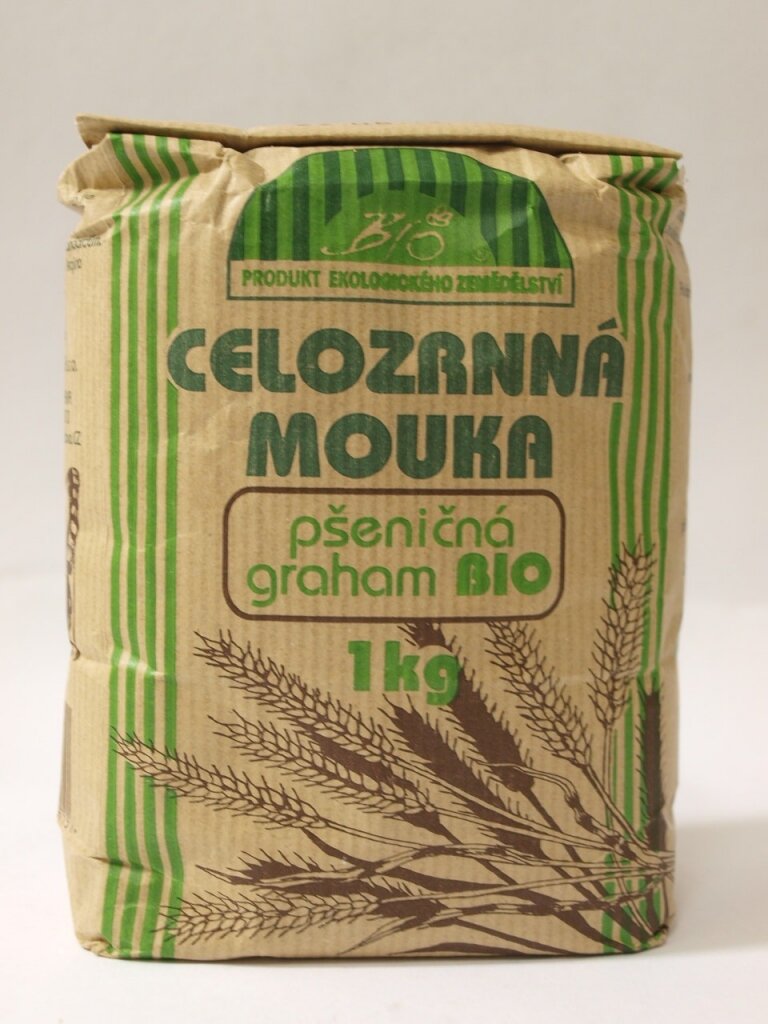 BIO
PRODUKT EKOLOGICKÉHO ZEMĚDĚLSTVÍ
CELOZRNNÁ
MOUKA
pšeničná
graham BIO
1kg